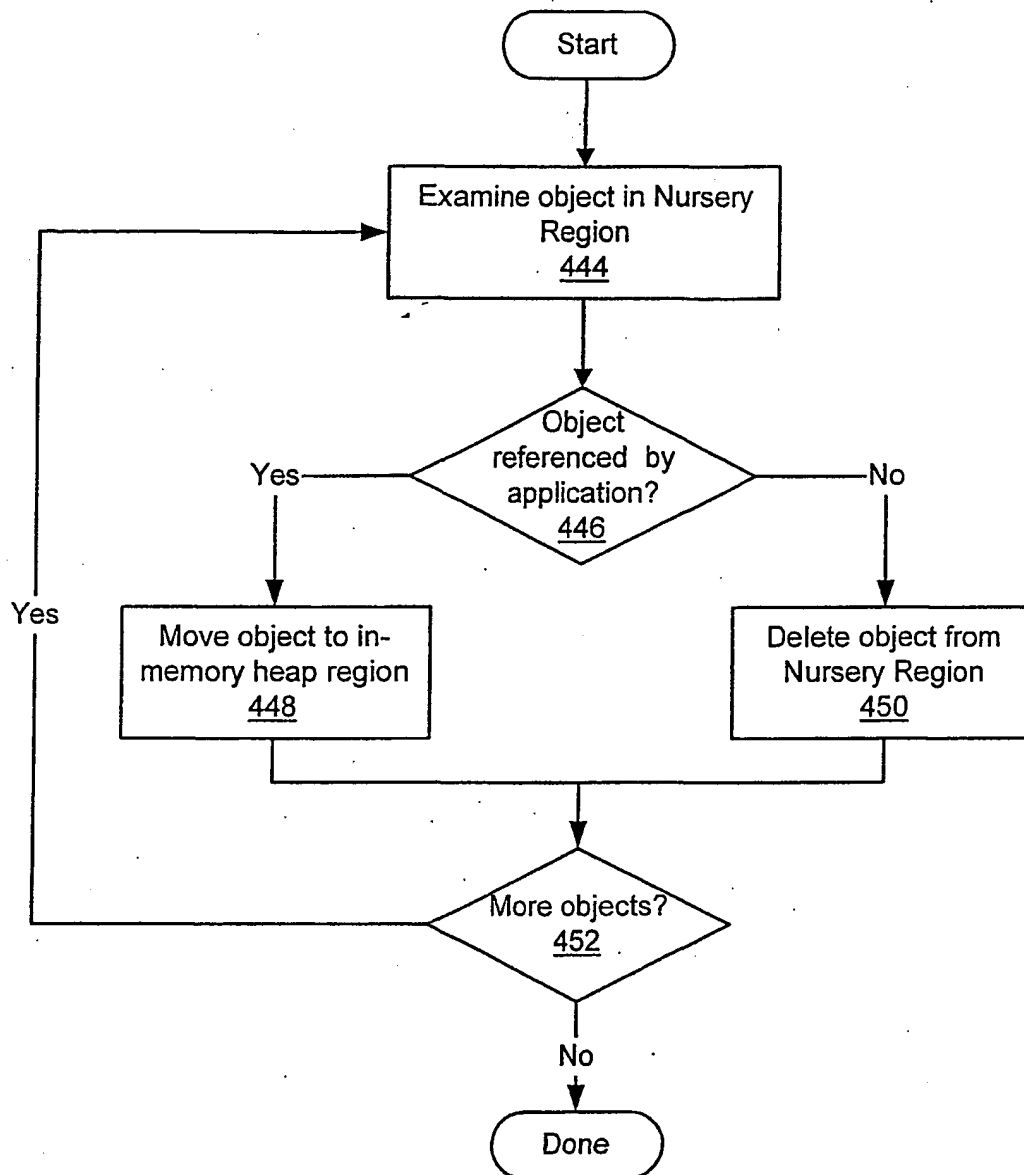 Start
Examine object in Nursery
Region
444
Object
referenced by
application?
446
Yes
No
Move object to in-
memory heap region
448
Delete object from
Nursery Region
450
Yes
More objects?
452
No
Done